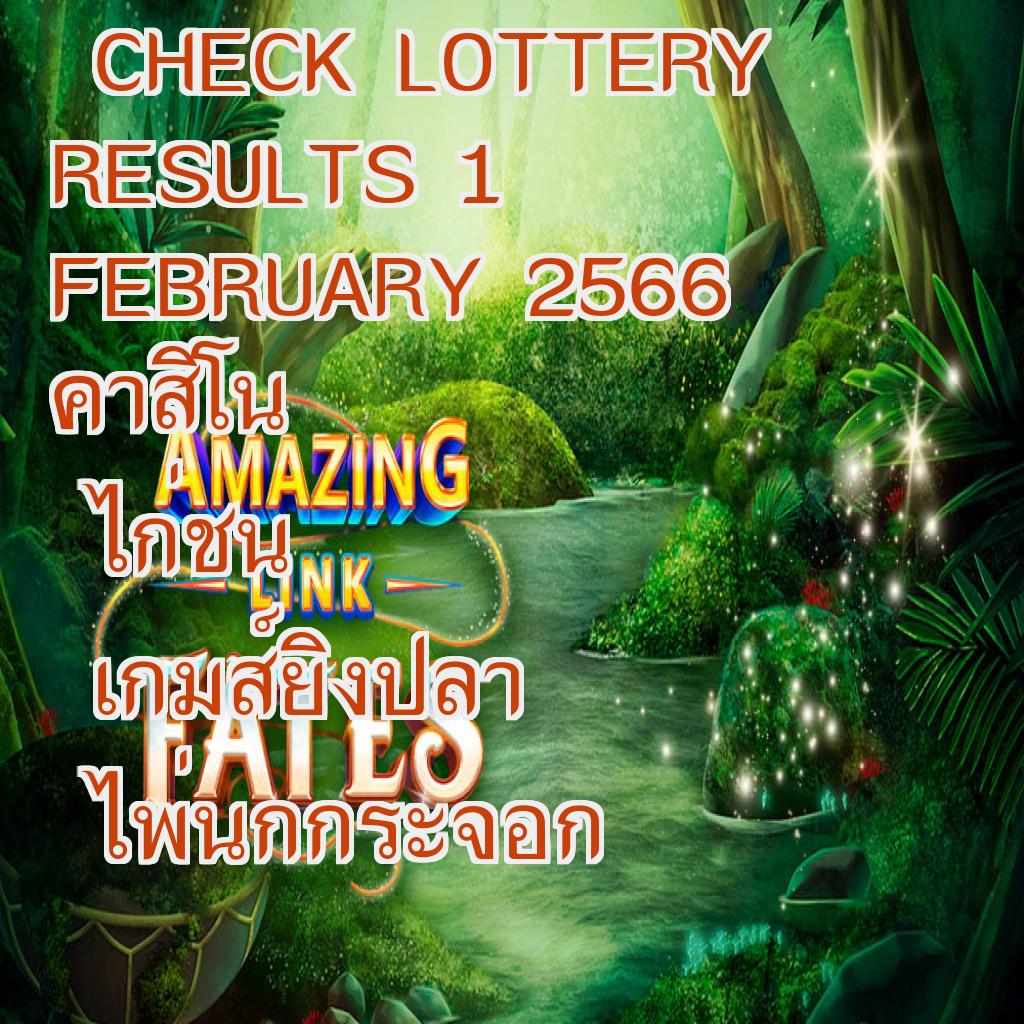 CHECK LOTTERY
RESULTS 1
FEBRUARY 2566
คาสิโน
AMAZING
ไก่ชน
LINK
เกมส์ยิงปลา
FATES
ไพ่นกกระจอก